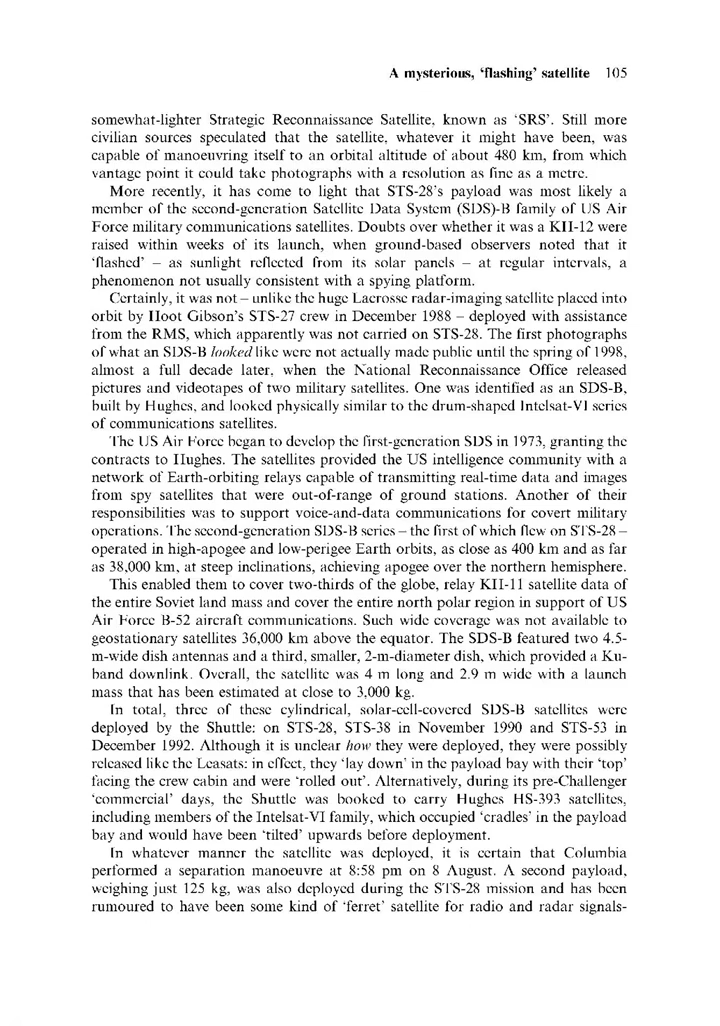 A mysterious, ‘flashing’ satellite 105
somewhat-lighter Strategic Reconnaissance Satellite, known as ‘SRS’. Still more
civilian sources speculated that the satellite, whatever it might have been, was
capable of manoeuvring itself to an orbital altitude of about 480 km, from which
vantage point it could take photographs with a resolution as fine as a metre.
More recently, it has come to light that STS-28’s payload was most likely a
member of the second-generation Satellite Data System (SDS)-B family of US Air
Force military communications satellites. Doubts over whether it was a KH-12 were
raised within weeks of its launch, when ground-based observers noted that it
‘flashed’ – as sunlight reflected from its solar panels – at regular intervals, a
phenomenon not usually consistent with a spying platform.
Certainly, it was not – unlike the huge Lacrosse radar-imaging satellite placed into
orbit by Hoot Gibson’s STS-27 crew in December 1988 – deployed with assistance
from the RMS, which apparently was not carried on STS-28. The first photographs
of what an SDS-B looked like were not actually made public until the spring of 1998,
almost a full decade later, when the National Reconnaissance Office released
pictures and videotapes of two military satellites. One was identified as an SDS-B,
built by Hughes, and looked physically similar to the drum-shaped Intelsat-VI series
of communications satellites.
The US Air Force began to develop the first-generation SDS in 1973, granting the
contracts to Hughes. The satellites provided the US intelligence community with a
network of Earth-orbiting relays capable of transmitting real-time data and images
from spy satellites that were out-of-range of ground stations. Another of their
responsibilities was to support voice-and-data communications for covert military
operations. The second-generation SDS-B series – the first of which flew on STS-28 –
operated in high-apogee and low-perigee Earth orbits, as close as 400 km and as far
as 38,000 km, at steep inclinations, achieving apogee over the northern hemisphere.
This enabled them to cover two-thirds of the globe, relay KH-11 satellite data of
the entire Soviet land mass and cover the entire north polar region in support of US
Air Force B-52 aircraft communications. Such wide coverage was not available to
geostationary satellites 36,000 km above the equator. The SDS-B featured two 4.5-
m-wide dish antennas and a third, smaller, 2-m-diameter dish, which provided a Ku-
band downlink. Overall, the satellite was 4 m long and 2.9 m wide with a launch
mass that has been estimated at close to 3,000 kg.
In total, three of these cylindrical, solar-cell-covered SDS-B satellites were
deployed by the Shuttle: on STS-28, STS-38 in November 1990 and STS-53 in
December 1992. Although it is unclear how they were deployed, they were possibly
released like the Leasats: in effect, they ‘lay down’ in the payload bay with their ‘top’
facing the crew cabin and were ‘rolled out’. Alternatively, during its pre-Challenger
‘commercial’ days, the Shuttle was booked to carry Hughes HS-393 satellites,
including members of the Intelsat-VI family, which occupied ‘cradles’ in the payload
bay and would have been ‘tilted’ upwards before deployment.
In whatever manner the satellite was deployed, it is certain that Columbia
performed a separation manoeuvre at 8:58 pm on 8 August. A second payload,
weighing just 125 kg, was also deployed during the STS-28 mission and has been
rumoured to have been some kind of ‘ferret’ satellite for radio and radar signals-